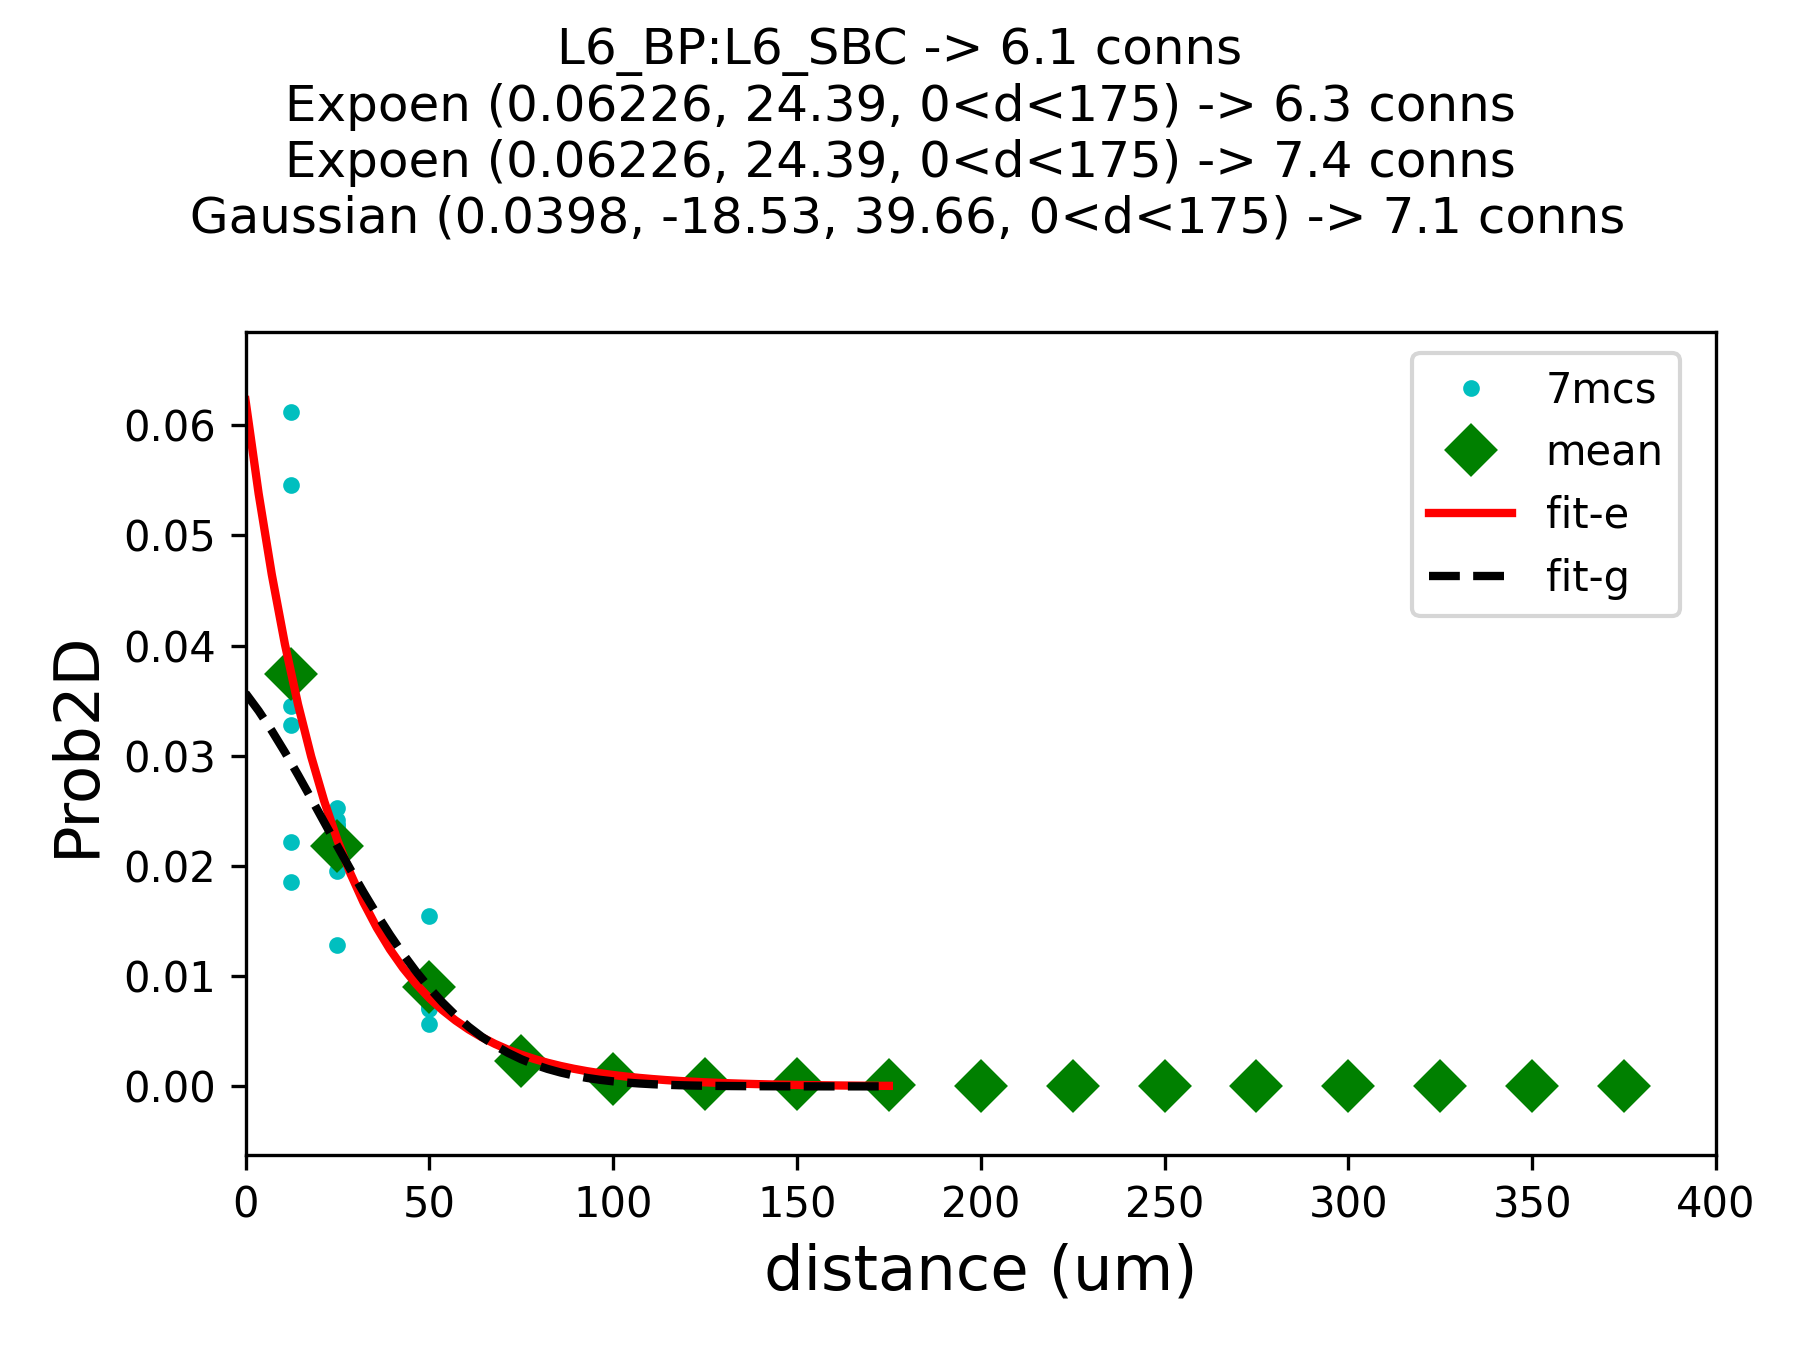 L6_BP:L6_SBC -> 6.1 conns
Expoen (0.06226, 24.39, 0<d<175) -> 6.3 conns
Expoen (0.06226, 24.39, 0<d<175) -> 7.4 conns
Gaussian (0.0398, -18.53, 39.66, 0<d<175) -> 7.1 conns
7mcs
mean
fit-e
fit-g
0.06
0.05
0.04
0.03
0.02
0.01
0.00
Prob2D
0 50 100 150 200 250 300 350 400
distance (um)